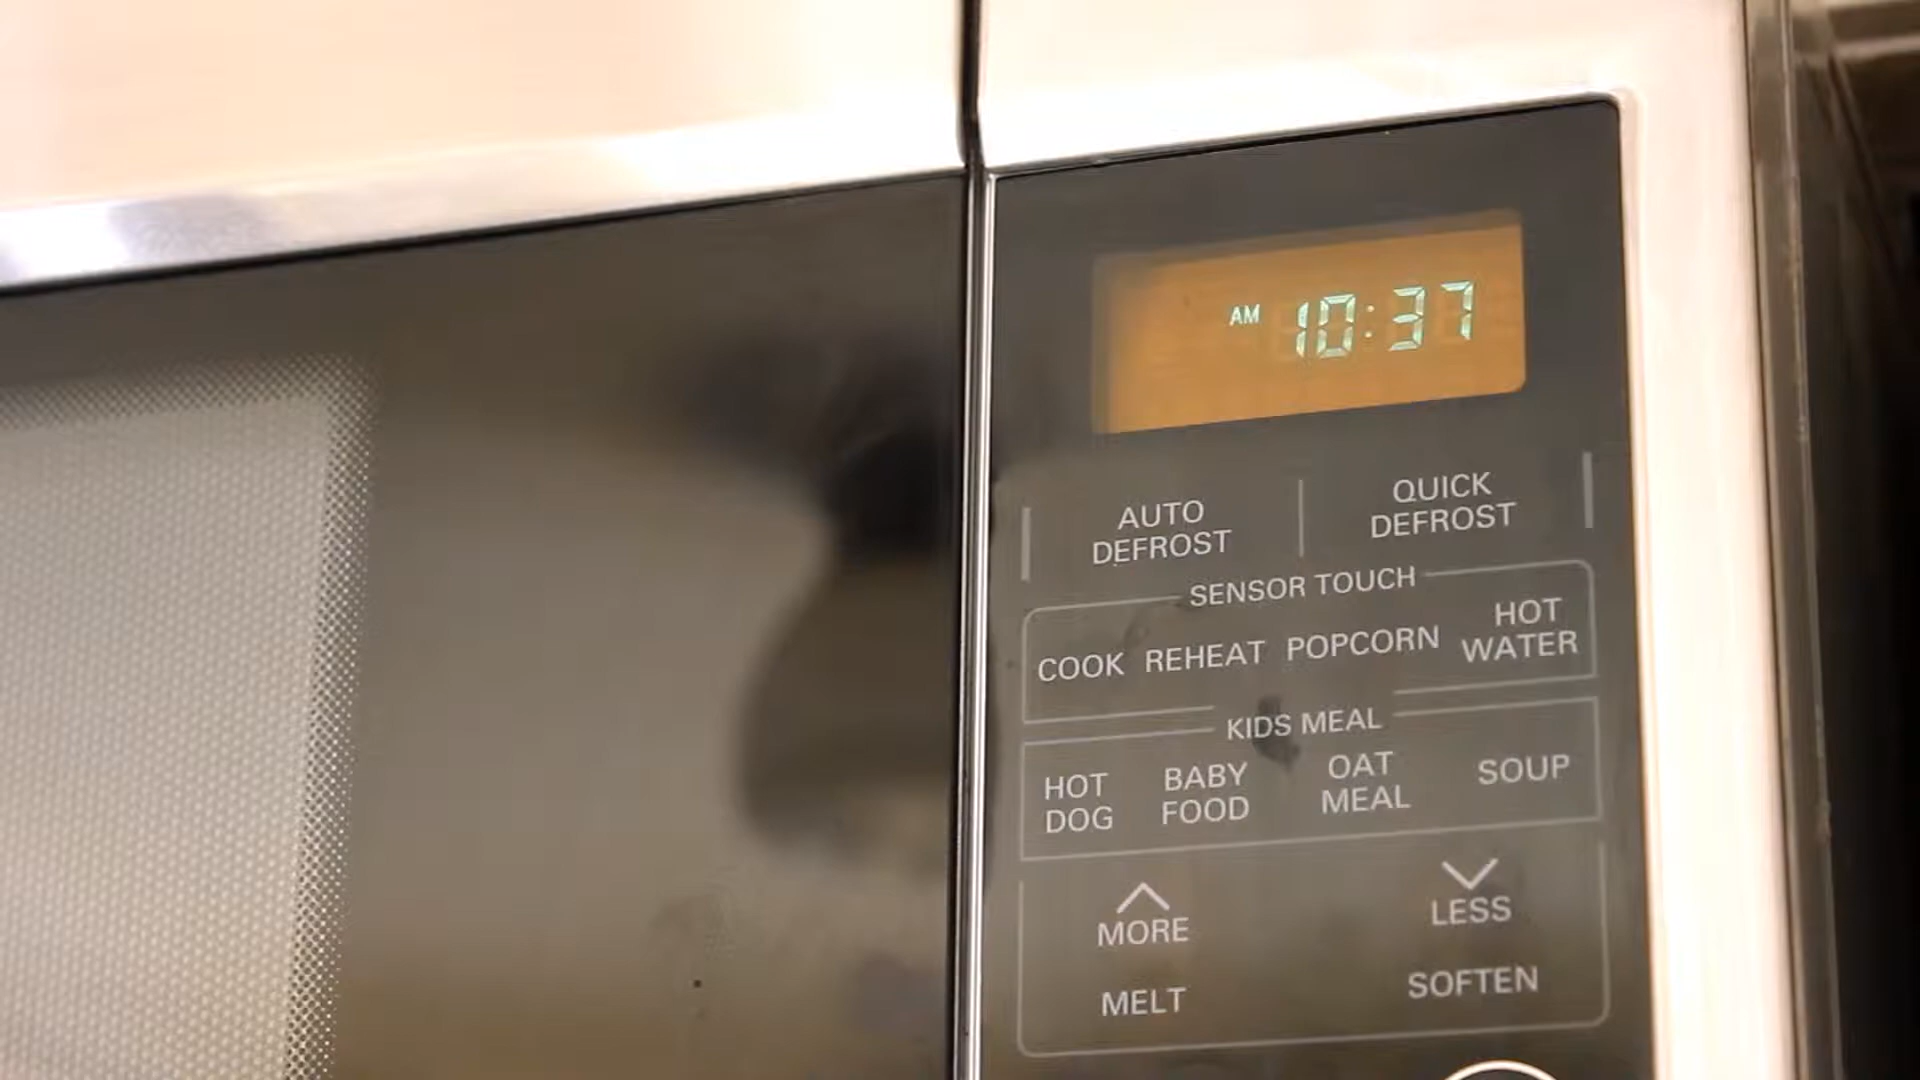 AM 10:37
AUTO DEFROST
QUICK DEFROST
SENSOR TOUCH
COOK REHEAT POPCORN HOT WATER
KIDS MEAL
HOT DOG BABY FOOD OAT MEAL SOUP
MORE LESS
MELT SOFTEN